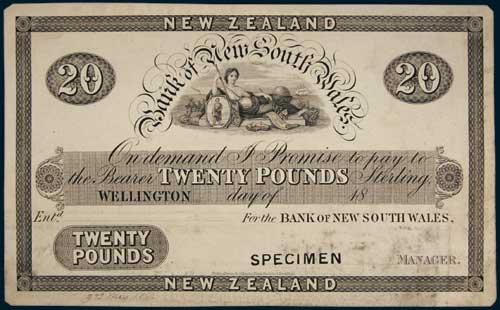 NEW ZEALAND
20 Bank of New South Wales. 20
On demand I Promise to pay to
the Bearer TWENTY POUNDS Sterling.
WELLINGTON day of 18
Entd For the BANK OF NEW SOUTH WALES.
TWENTY
POUNDS
SPECIMEN MANAGER.
NEW ZEALAND